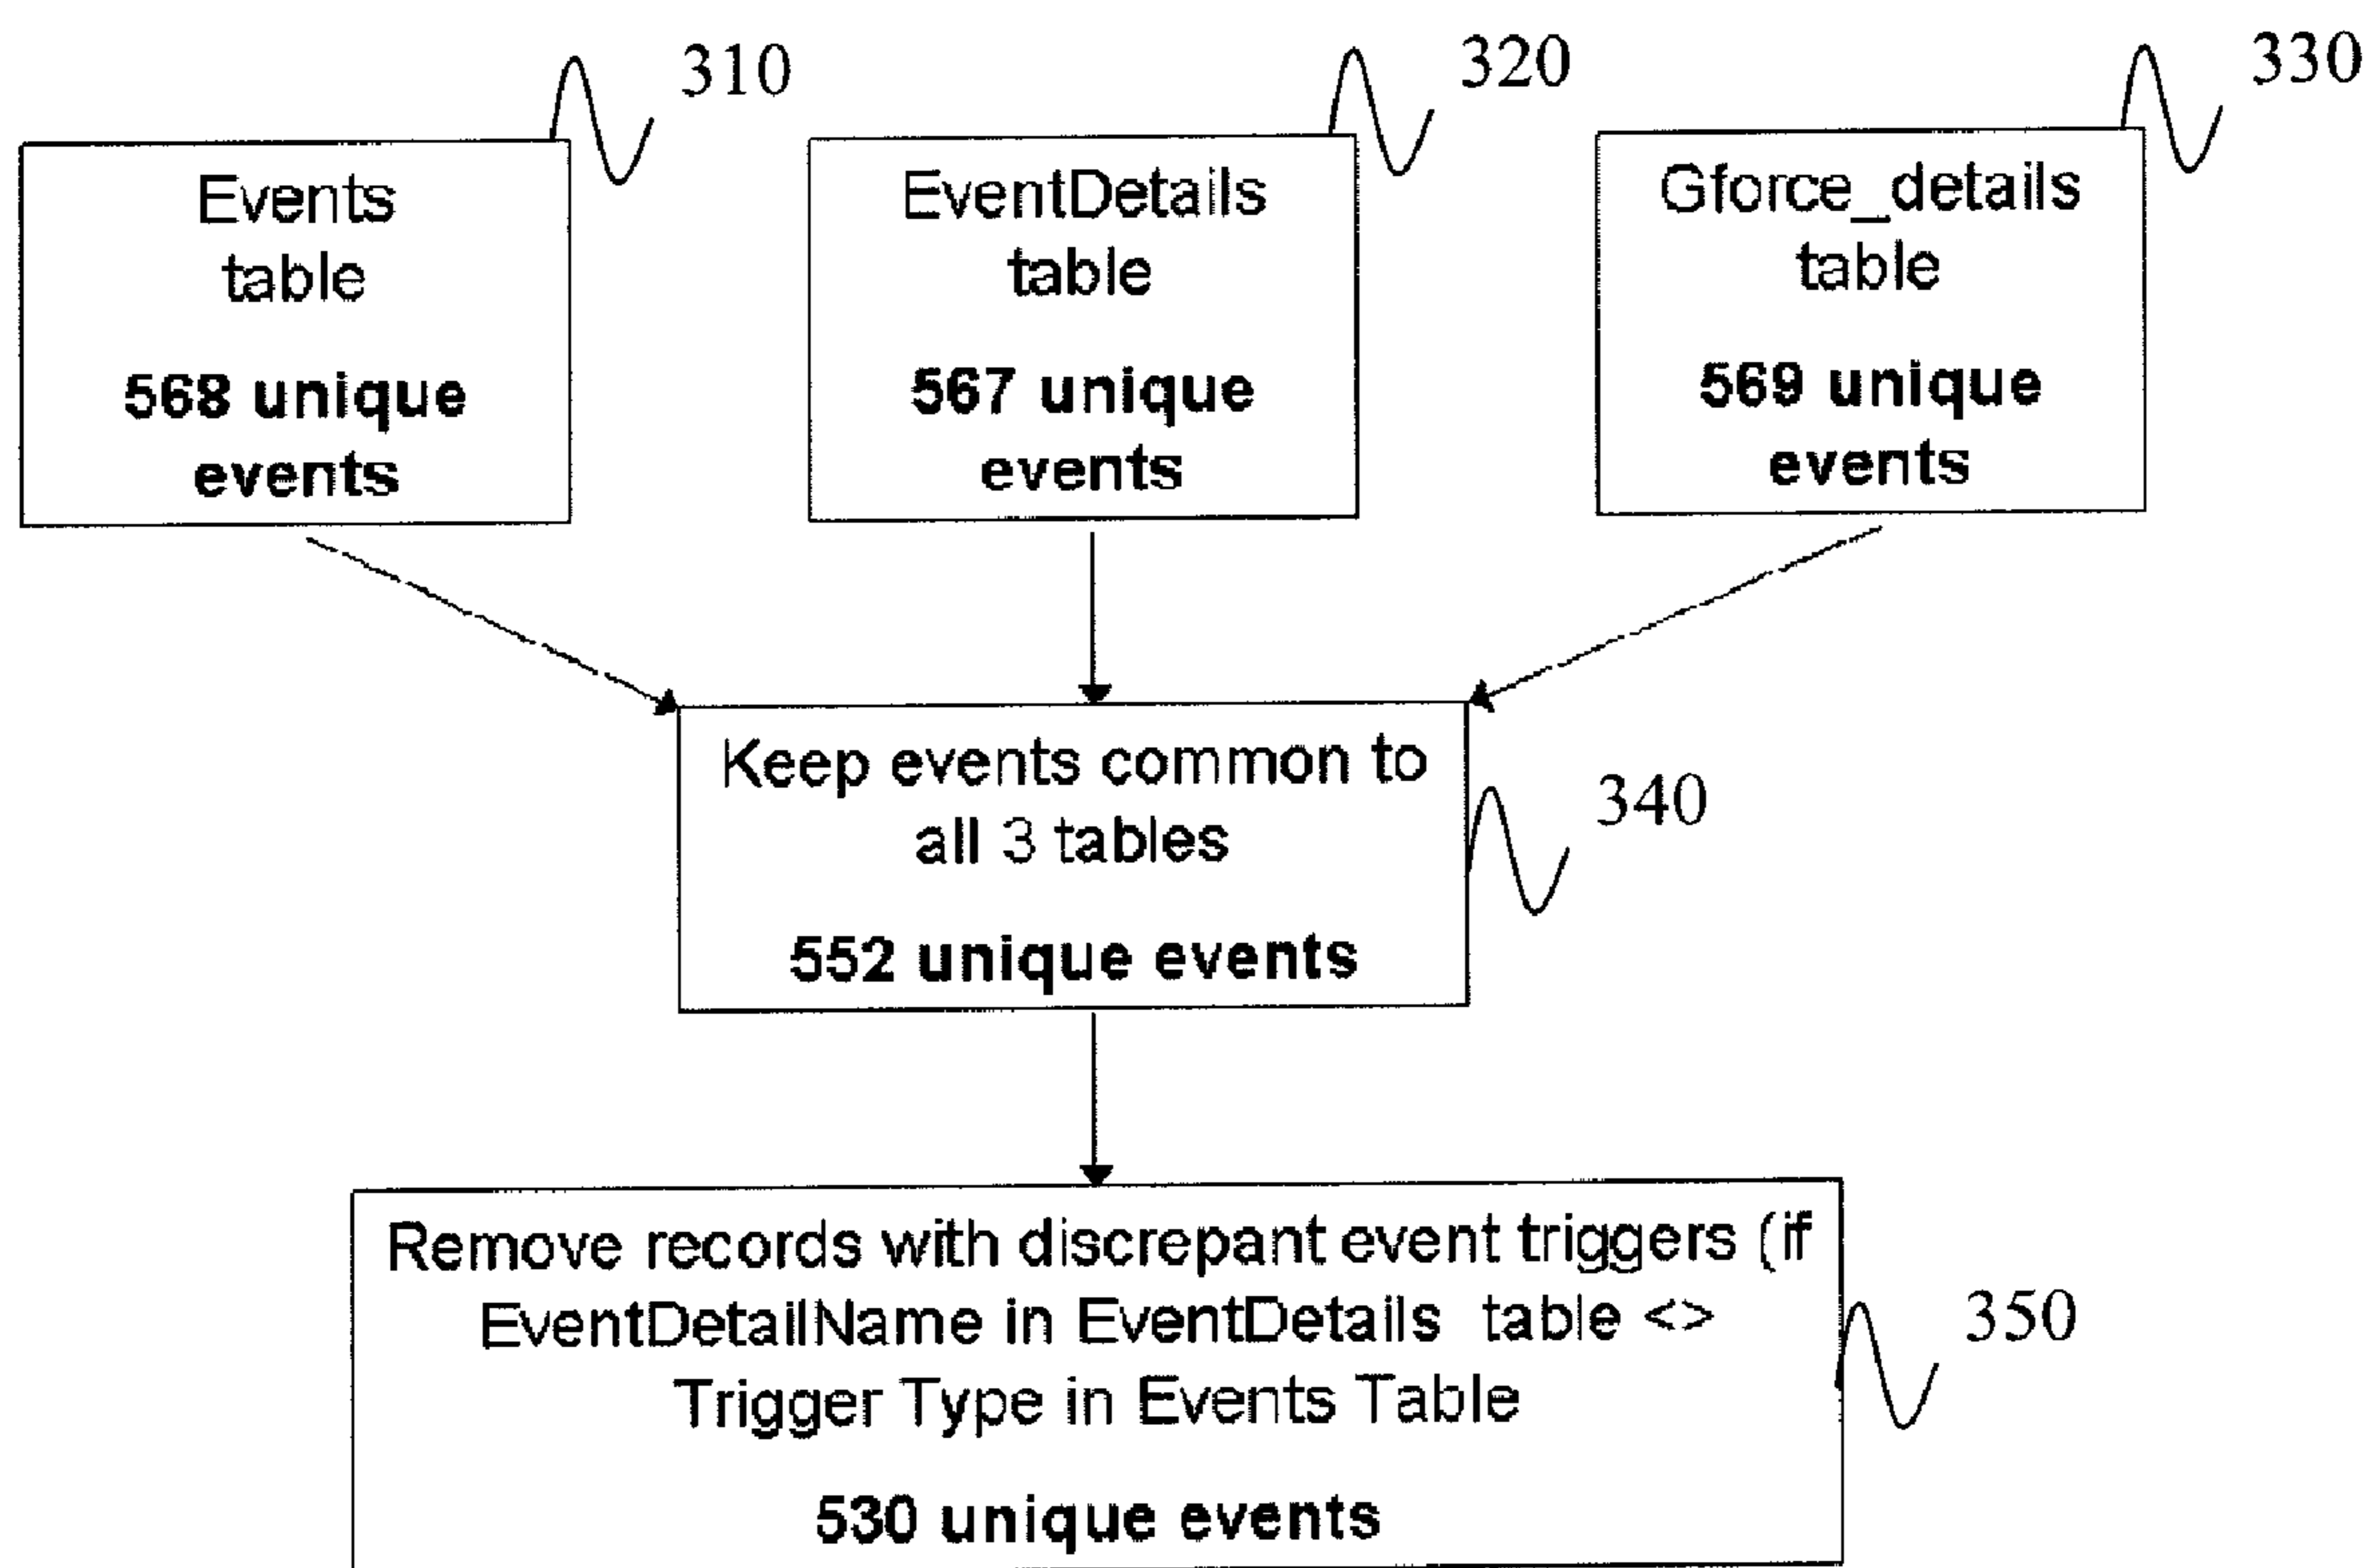 310
320
330
Events
table
568 unique
events
EventDetails
table
567 unique
events
Gforce_details
table
569 unique
events
Keep events common to
all 3 tables
552 unique events
340
Remove records with discrepant event triggers (if
EventDetailName in EventDetails table <>
Trigger Type in Events Table
530 unique events
350